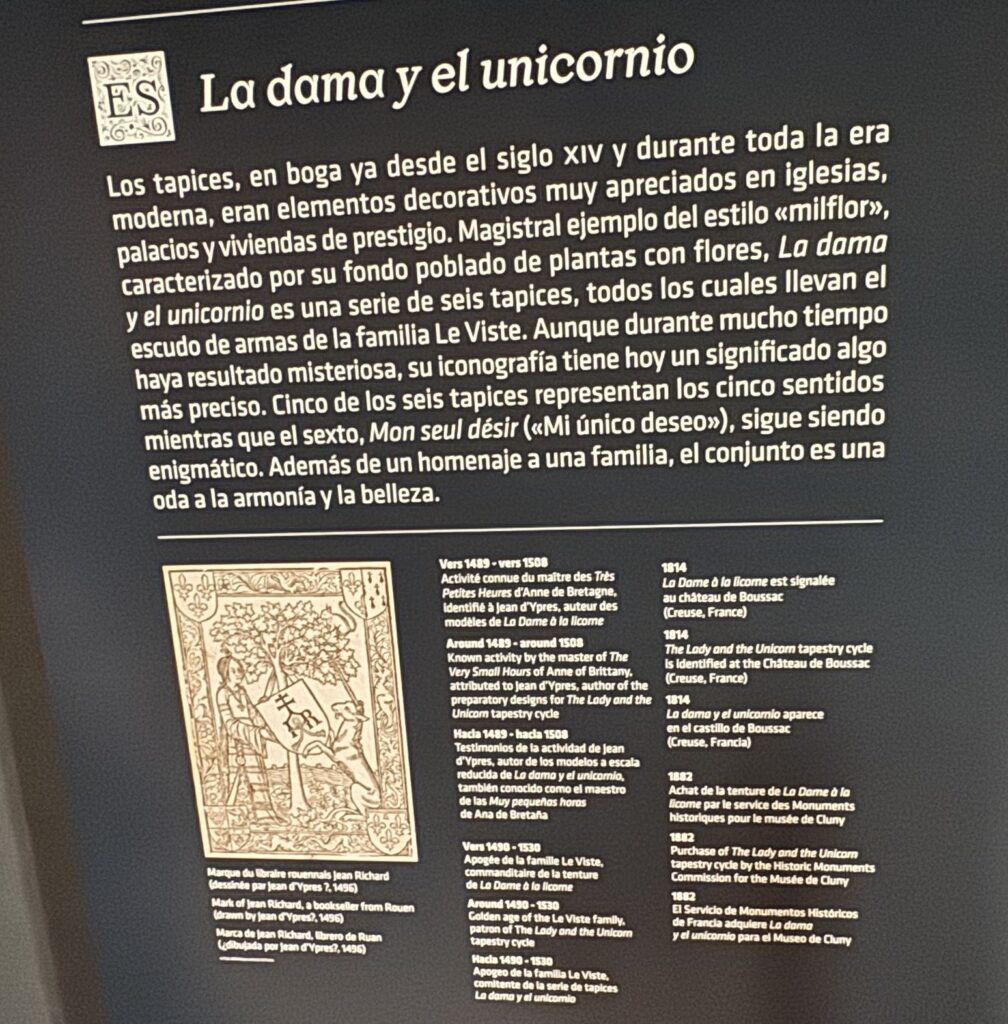 ES
La dama y el unicornio
Los tapices, en boga ya desde el siglo XIV y durante toda la era
moderna, eran elementos decorativos muy apreciados en iglesias,
palacios y viviendas de prestigio. Magistral ejemplo del estilo «milflor»,
caracterizado por su fondo poblado de plantas con flores, La dama
y el unicornio es una serie de seis tapices, todos los cuales llevan el
escudo de armas de la familia Le Viste. Aunque durante mucho tiempo
haya resultado misteriosa, su iconografía tiene hoy un significado algo
más preciso. Cinco de los seis tapices representan los cinco sentidos
mientras que el sexto, Mon seul désir («Mi único deseo»), sigue siendo
enigmático. Además de un homenaje a una familia, el conjunto es una
oda a la armonía y la belleza.
Marque du libraire rouennais Jean Richard
(dessinée par Jean d'Ypres ?, 1496)
Mark of Jean Richard, a bookseller from Rouen
(drawn by Jean d'Ypres?, 1496)
Marca de Jean Richard, librero de Ruan
(¿dibujada por Jean d'Ypres?, 1496)
Vers 1489 - vers 1508
Activité connue du maître des Très
Petites Heures d'Anne de Bretagne,
identifié à Jean d'Ypres, auteur des
modèles de La Dame à la licorne
Around 1489 - around 1508
Known activity by the master of The
Very Small Hours of Anne of Brittany,
attributed to Jean d'Ypres, author of the
preparatory designs for The Lady and the
Unicorn tapestry cycle
Hacia 1489 - hacia 1508
Testimonios de la actividad de Jean
d'Ypres, autor de los modelos a escala
reducida de La dama y el unicornio,
también conocido como el maestro
de las Muy pequeñas horas
de Ana de Bretaña
Vers 1490 - 1530
Apogée de la famille Le Viste,
commanditaire de la tenture
de La Dame à la licorne
Around 1490 - 1530
Golden age of the Le Viste family,
patron of The Lady and the Unicorn
tapestry cycle
Hacia 1490 - 1530
Apogeo de la familia Le Viste,
comitente de la serie de tapices
La dama y el unicornio
1814
La Dame à la licorne est signalée
au château de Boussac
(Creuse, France)
1814
The Lady and the Unicorn tapestry cycle
is identified at the Château de Boussac
(Creuse, France)
1814
La dama y el unicornio aparece
en el castillo de Boussac
(Creuse, Francia)
1882
Achat de la tenture de La Dame à la
licorne par le service des Monuments
historiques pour le musée de Cluny
1882
Purchase of The Lady and the Unicorn
tapestry cycle by the Historic Monuments
Commission for the Musée de Cluny
1882
El Servicio de Monumentos Históricos
de Francia adquiere La dama
y el unicornio para el Museo de Cluny